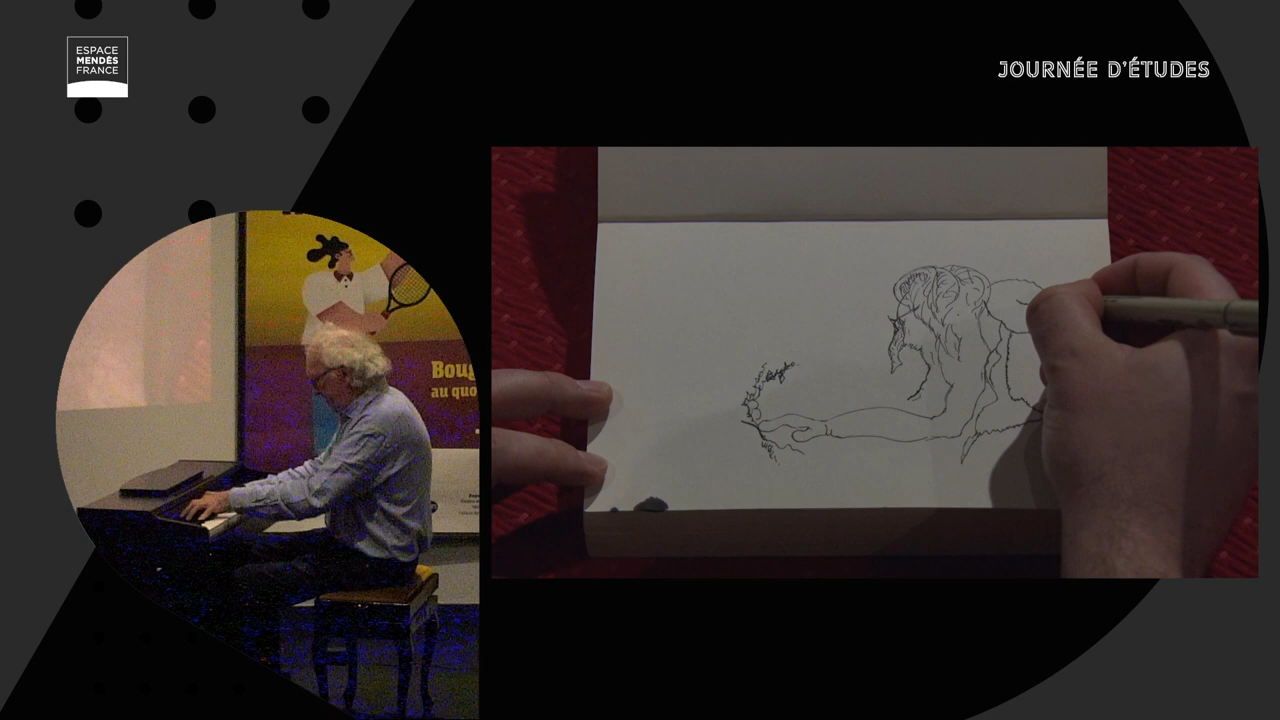 ESPACE
MENDÈS
FRANCE
JOURNÉE D'ÉTUDES
Boug
au quo